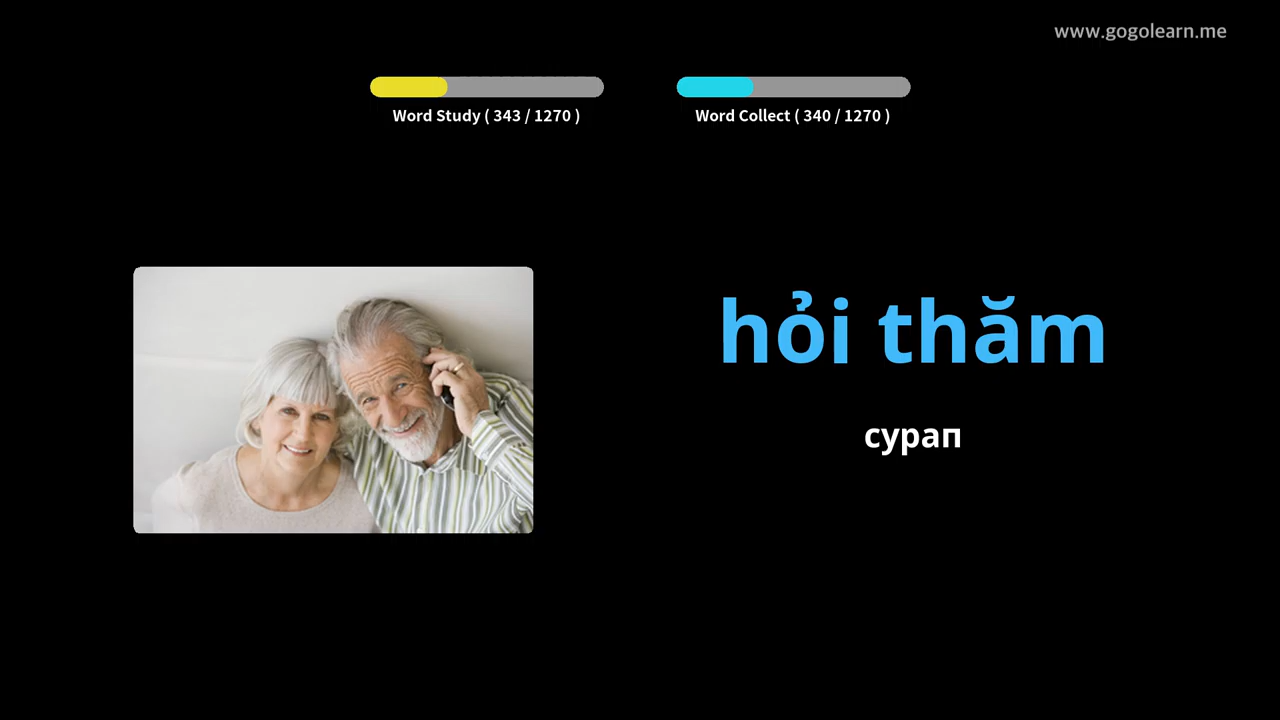 www.gogolearn.me
Word Study ( 343 / 1270 )
Word Collect ( 340 / 1270 )
hỏi thăm
сурап